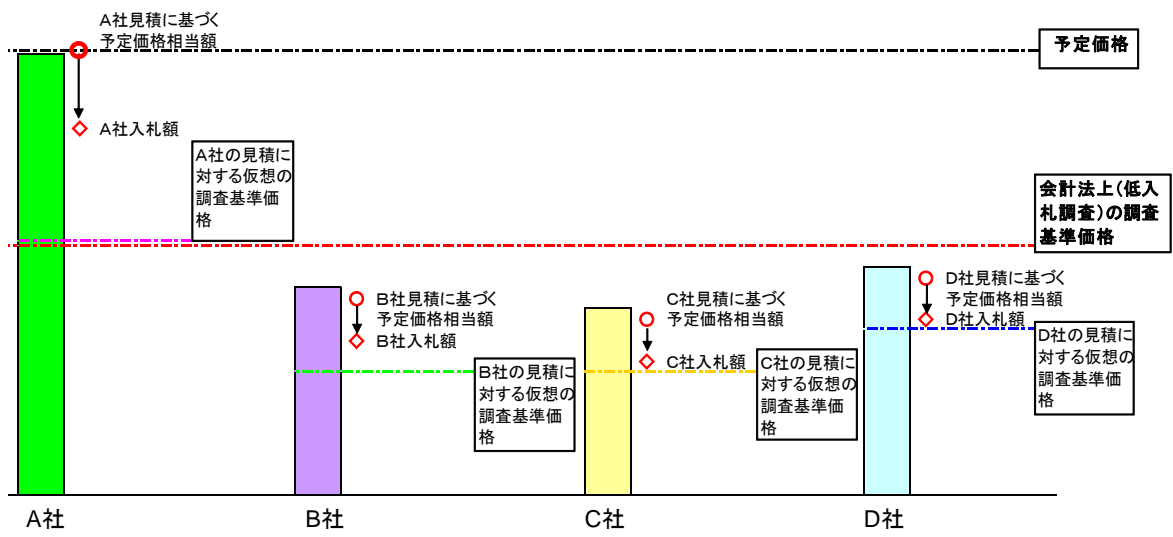 A社見積に基づく
予定価格相当額
予定価格
A社入札額
A社の見積に
対する仮想の
調査基準価
格
会計法上(低入
札調査)の調査
基準価格
B社見積に基づく
予定価格相当額
B社入札額
C社見積に基づく
予定価格相当額
C社入札額
D社見積に基づく
予定価格相当額
D社入札額
B社の見積に
対する仮想の
調査基準価
格
C社の見積に
対する仮想の
調査基準価
格
D社の見積に
対する仮想の
調査基準価
格
A社
B社
C社
D社